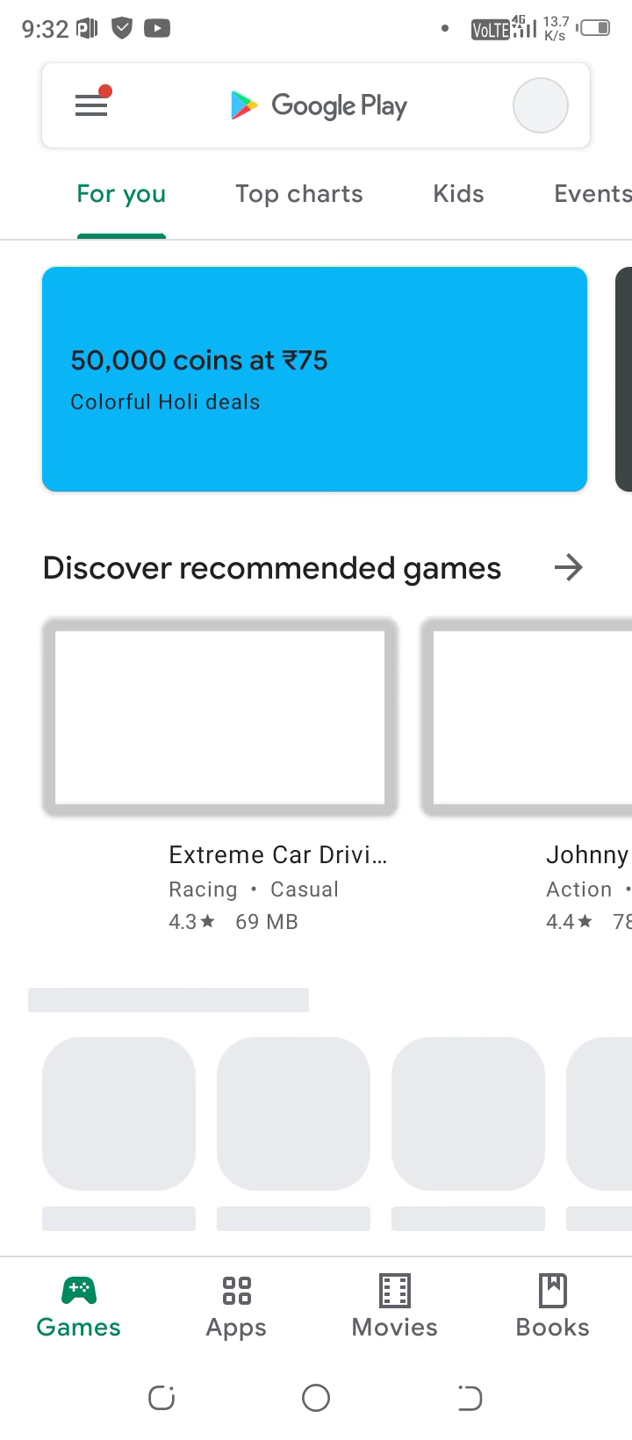 9:32 VoLTE 4G 13.7 K/s
Google Play
For you Top charts Kids Events
50,000 coins at ₹75
Colorful Holi deals
Discover recommended games
Extreme Car Drivi... Johnny
Racing • Casual Action •
4.3★ 69 MB 4.4★ 78
Games Apps Movies Books